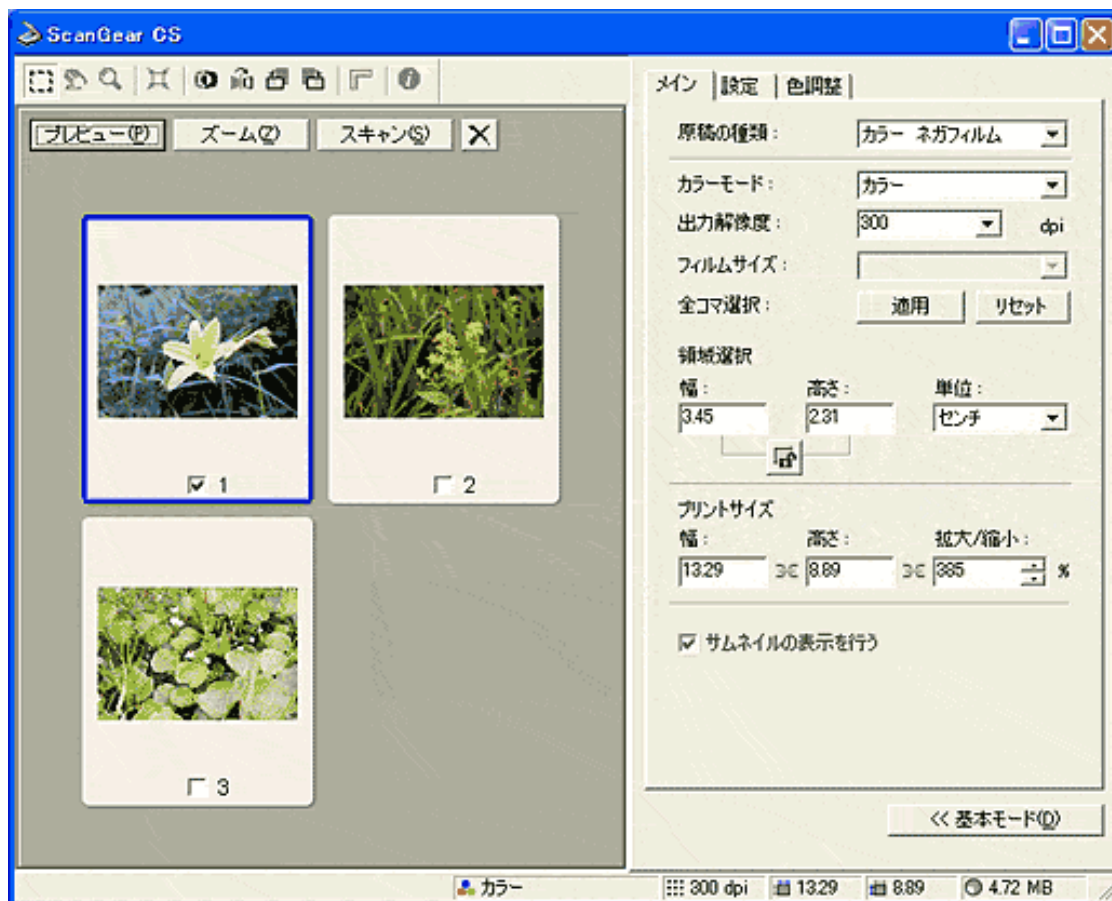 ScanGear CS
プレビュー(P) ズーム(Z) スキャン(S)
1
2
3
メイン 設定 色調整
原稿の種類： カラー ネガフィルム
カラーモード： カラー
出力解像度： 300 dpi
フィルムサイズ：
全コマ選択： 適用 リセット
領域選択
幅： 高さ： 単位：
3.45 2.31 センチ
プリントサイズ
幅： 高さ： 拡大/縮小：
13.29 8.89 385 %
サムネイルの表示を行う
<< 基本モード(D)
カラー 300 dpi 13.29 8.89 4.72 MB